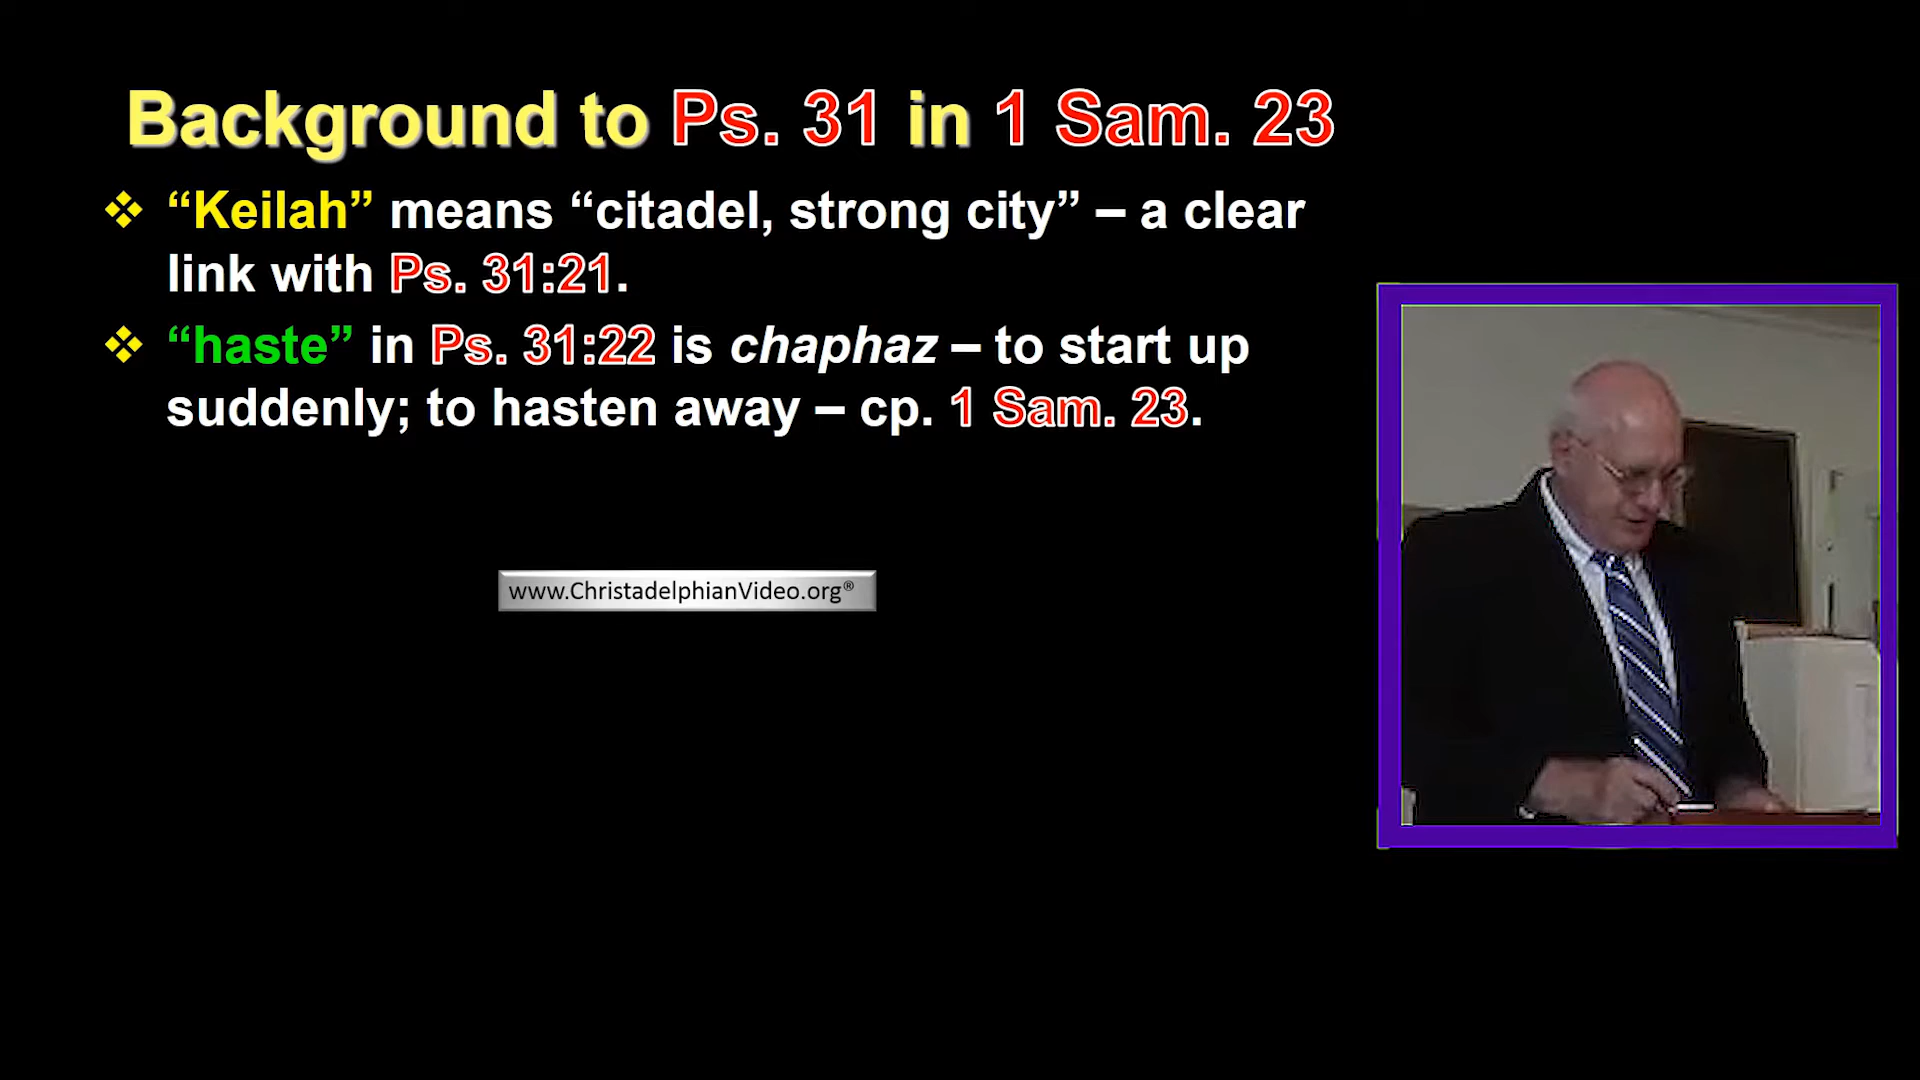 Background to Ps. 31 in 1 Sam. 23
❖ “Keilah” means “citadel, strong city” – a clear
link with Ps. 31:21.
❖ “haste” in Ps. 31:22 is chaphaz – to start up
suddenly; to hasten away – cp. 1 Sam. 23.
www.ChristadelphianVideo.org®